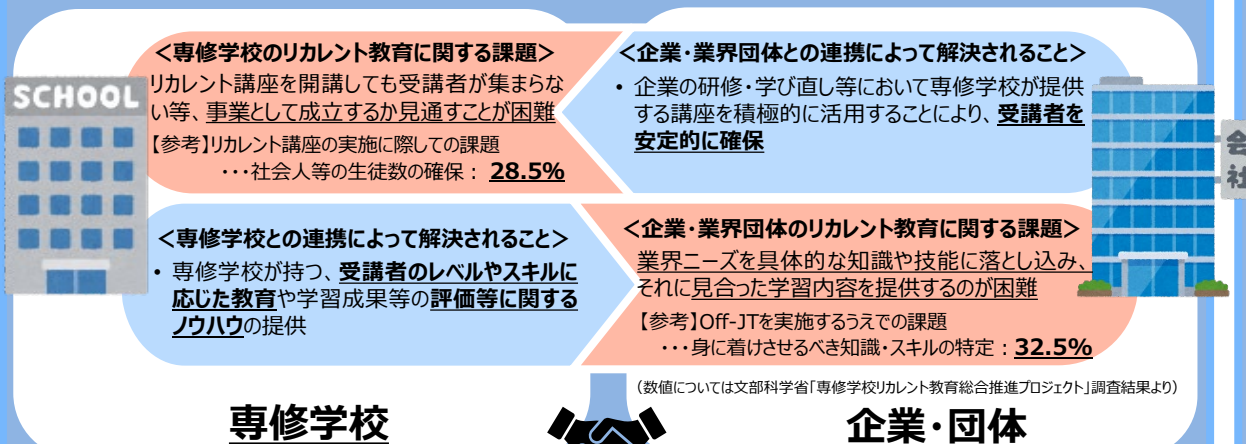 <専修学校のリカレント教育に関する課題>
リカレント講座を開講しても受講者が集まらな
い等、事業として成立するか見通すことが困難
【参考】リカレント講座の実施に際しての課題
・・・社会人等の生徒数の確保： 28.5%
<企業・業界団体との連携によって解決されること>
• 企業の研修・学び直し等において専修学校が提供
する講座を積極的に活用することにより、受講者を
安定的に確保
SCHOOL
会社
<専修学校との連携によって解決されること>
• 専修学校が持つ、受講者のレベルやスキルに
応じた教育や学習成果等の評価等に関する
ノウハウの提供
<企業・業界団体のリカレント教育に関する課題>
業界ニーズを具体的な知識や技能に落とし込み、
それに見合った学習内容を提供するのが困難
【参考】Off-JTを実施するうえでの課題
・・・身に着けさせるべき知識・スキルの特定：32.5%
（数値については文部科学省「専修学校リカレント教育総合推進プロジェクト」調査結果より）
専修学校
企業・団体